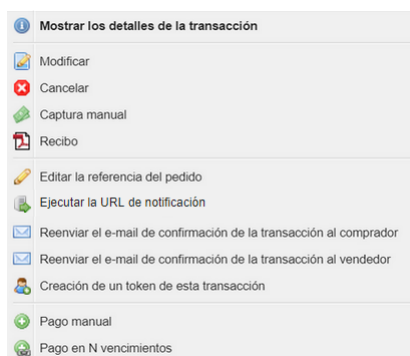 Mostrar los detalles de la transacción
Modificar
Cancelar
Captura manual
Recibo
Editar la referencia del pedido
Ejecutar la URL de notificación
Reenviar el e-mail de confirmación de la transacción al comprador
Reenviar el e-mail de confirmación de la transacción al vendedor
Creación de un token de esta transacción
Pago manual
Pago en N vencimientos